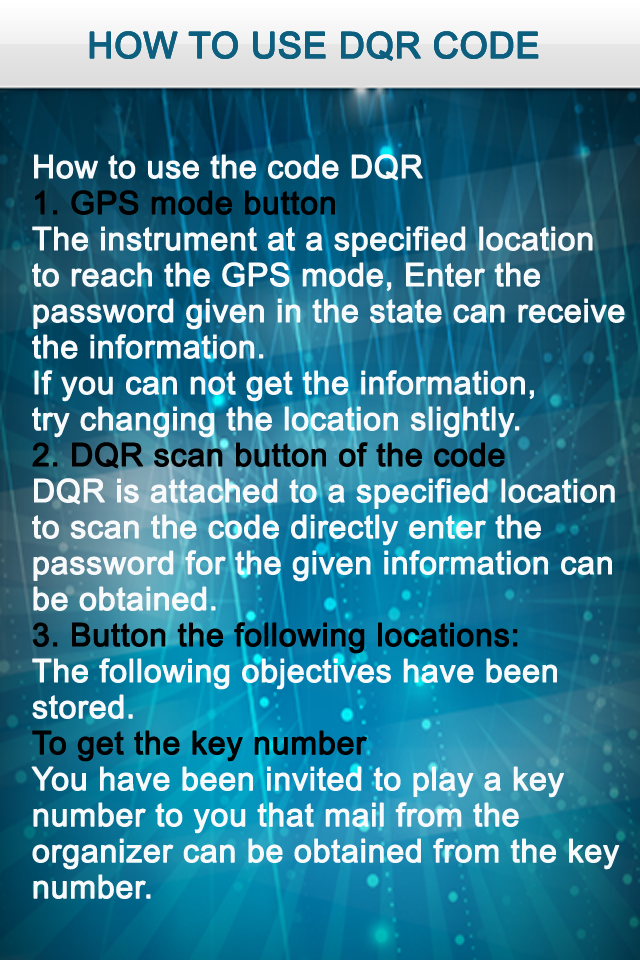 HOW TO USE DQR CODE
How to use the code DQR
1. GPS mode button
The instrument at a specified location
to reach the GPS mode, Enter the
password given in the state can receive
the information.
If you can not get the information,
try changing the location slightly.
2. DQR scan button of the code
DQR is attached to a specified location
to scan the code directly enter the
password for the given information can
be obtained.
3. Button the following locations:
The following objectives have been
stored.
To get the key number
You have been invited to play a key
number to you that mail from the
organizer can be obtained from the key
number.